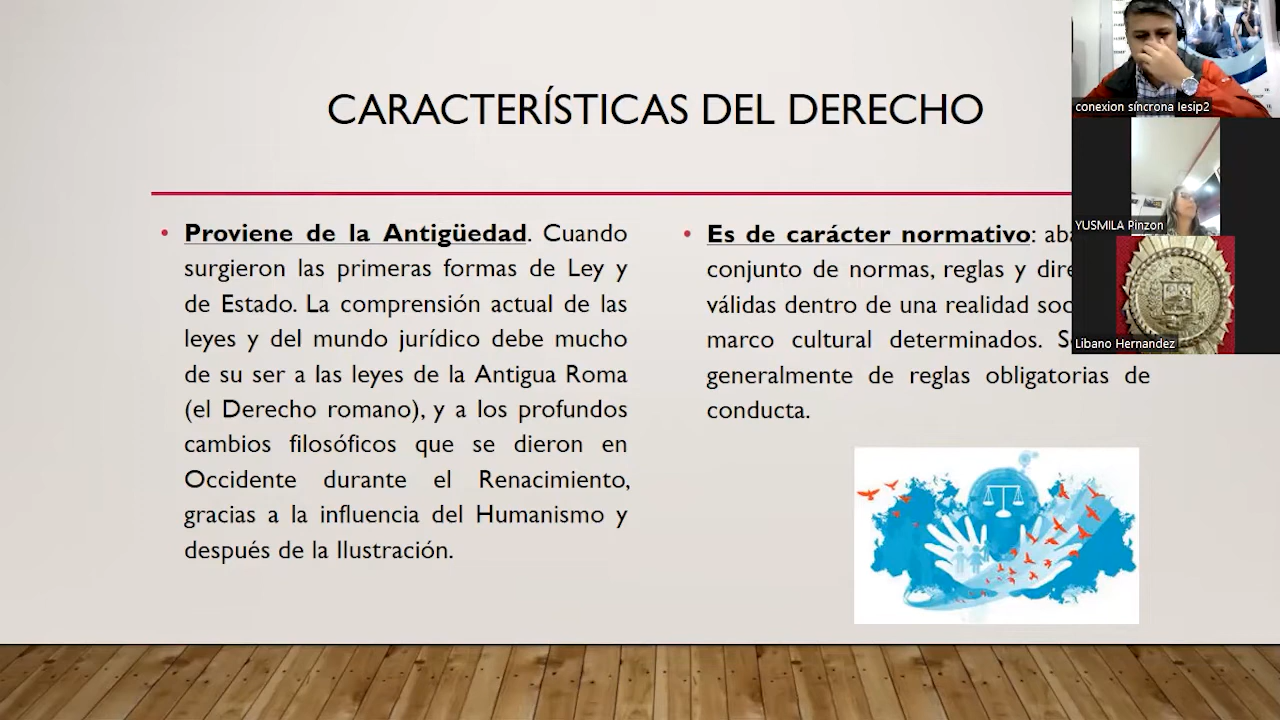 CARACTERÍSTICAS DEL DERECHO
Proviene de la Antigüedad. Cuando
surgieron las primeras formas de Ley y
de Estado. La comprensión actual de las
leyes y del mundo jurídico debe mucho
de su ser a las leyes de la Antigua Roma
(el Derecho romano), y a los profundos
cambios filosóficos que se dieron en
Occidente durante el Renacimiento,
gracias a la influencia del Humanismo y
después de la Ilustración.
Es de carácter normativo:
conjunto de normas, reglas y
válidas dentro de una realidad
marco cultural determinados.
generalmente de reglas obligatorias de
conducta.
conexion síncrona Iesip2
YUSMILA Pinzon
Libano Hernandez